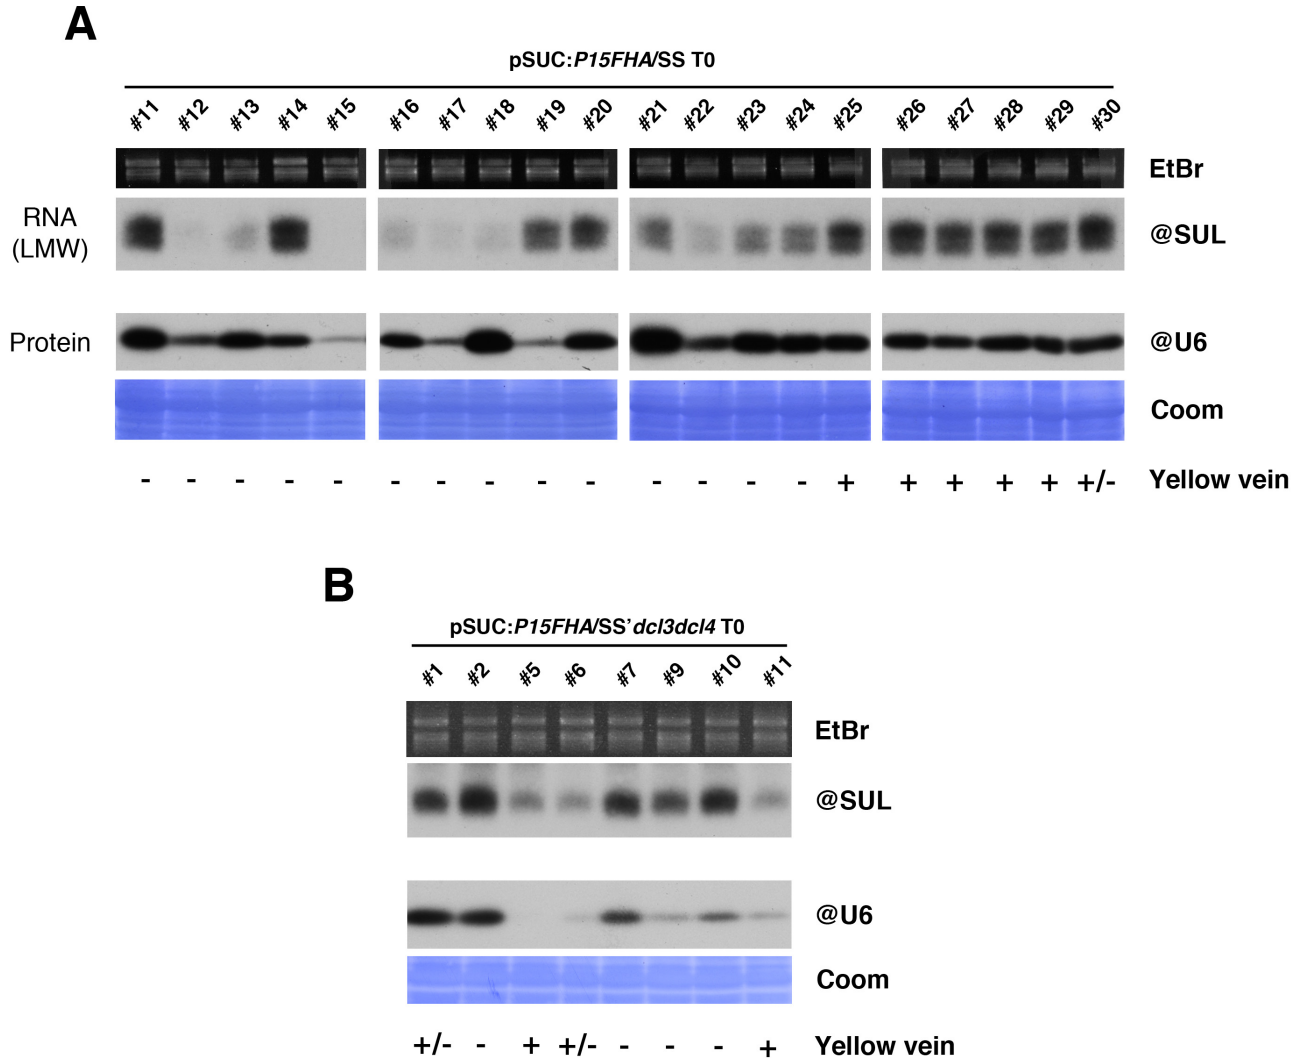 A
pSUC:P15FHA/SS T0
#11 #12 #13 #14 #15 #16 #17 #18 #19 #20 #21 #22 #23 #24 #25 #26 #27 #28 #29 #30
EtBr
RNA
(LMW)
@SUL
Protein
@U6
Coom
- - - - - - - - - - - - - - + + + + + +/- Yellow vein
B
pSUC:P15FHA/SS’dcl3dcl4 T0
#1 #2 #5 #6 #7 #9 #10 #11
EtBr
@SUL
@U6
Coom
+/- - + +/- - - - + Yellow vein